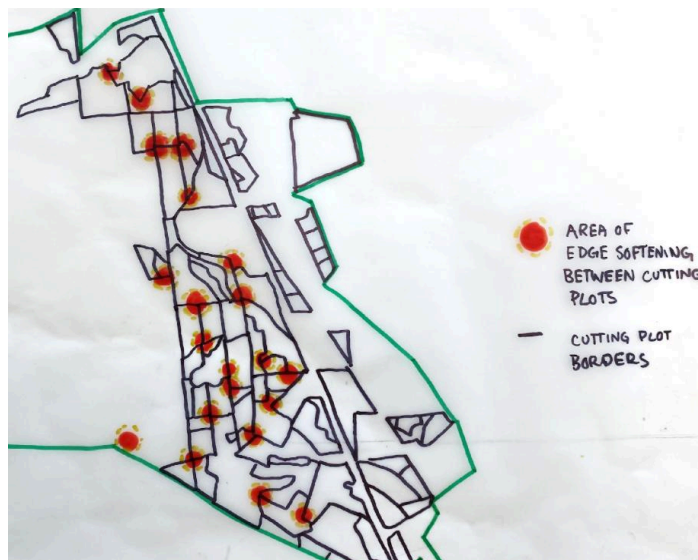 AREA OF
EDGE SOFTENING
BETWEEN CUTTING
PLOTS
CUTTING PLOT
BORDERS